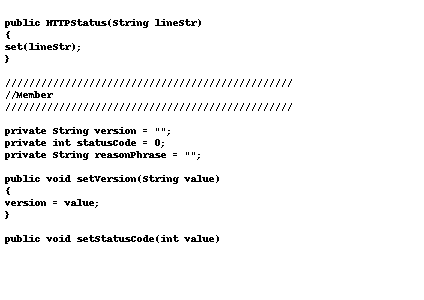 public HTTPStatus(String lineStr)
{
set(lineStr);
}
////////////////////////////////////////////////
//Member
////////////////////////////////////////////////
private String version = "";
private int statusCode = 0;
private String reasonPhrase = "";
public void setVersion(String value)
{
version = value;
}
public void setStatusCode(int value)